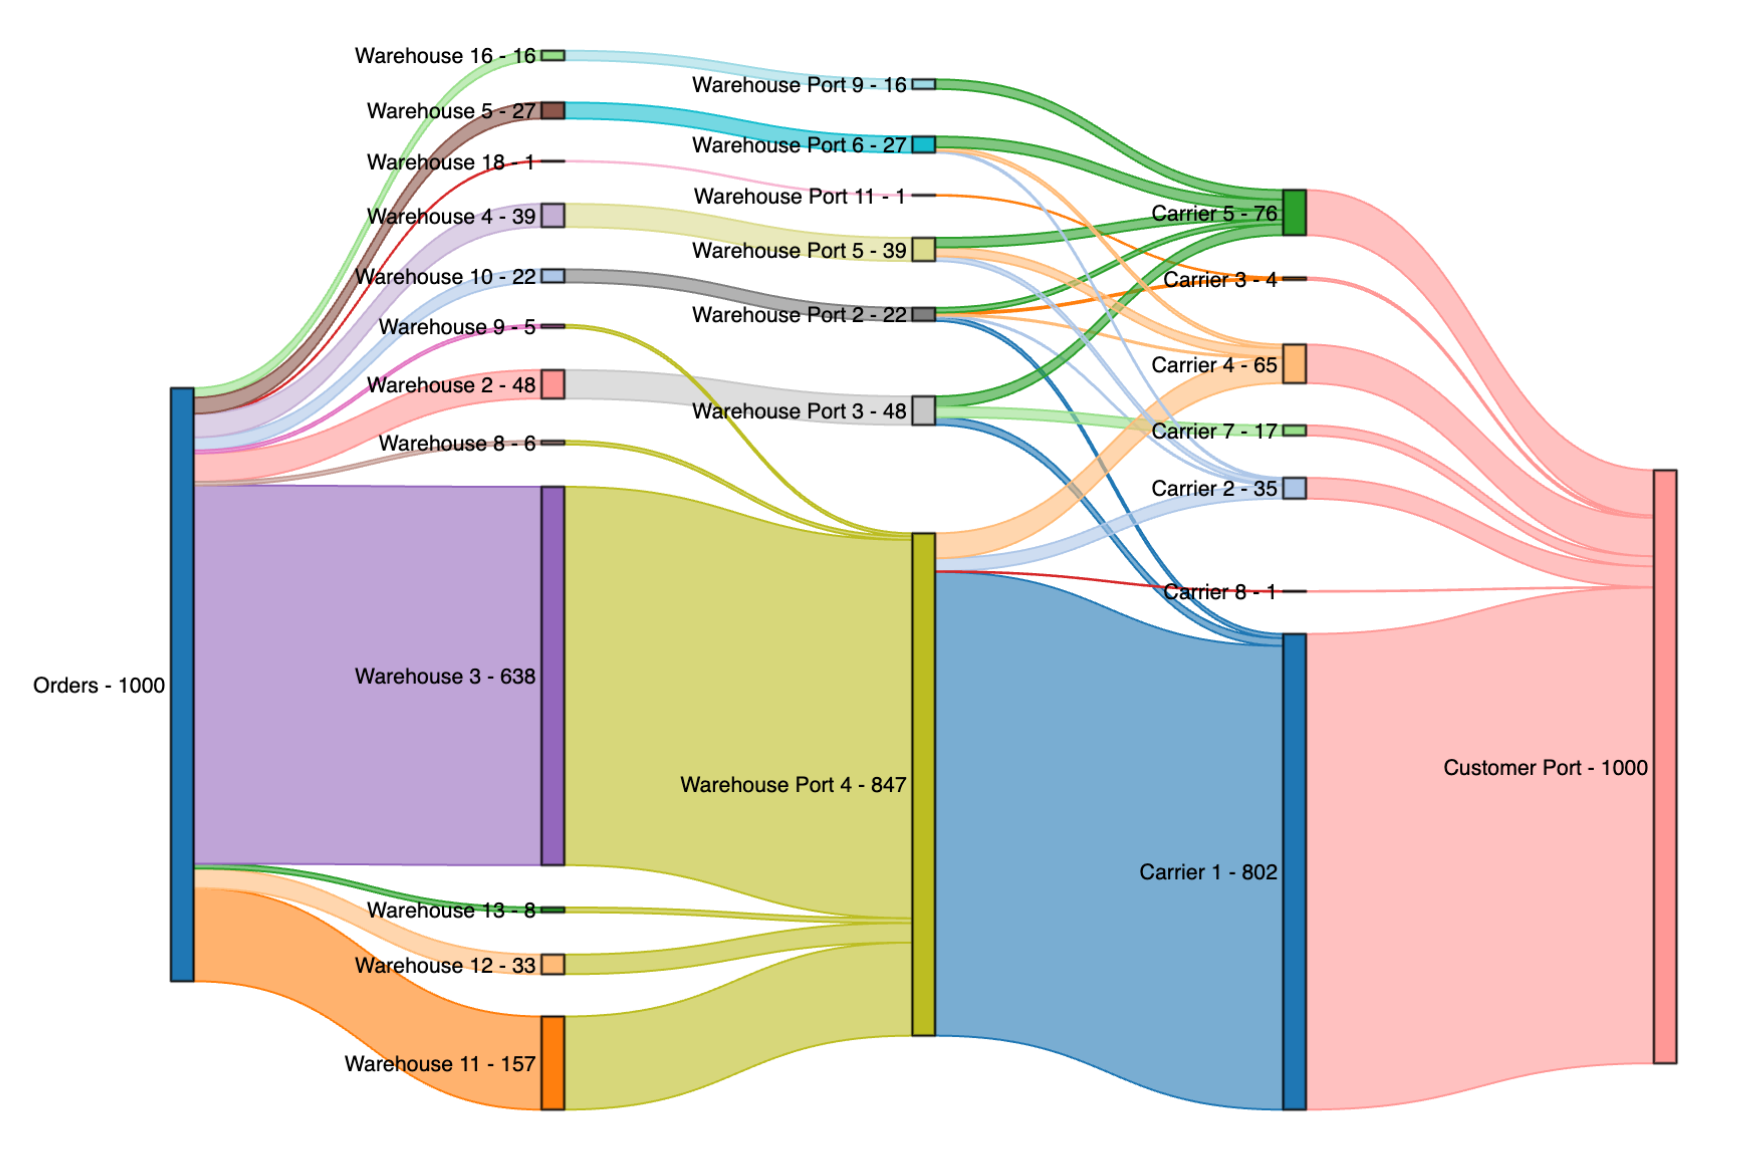 Orders - 1000
Warehouse 16 - 16
Warehouse 5 - 27
Warehouse 18 - 1
Warehouse 4 - 39
Warehouse 10 - 22
Warehouse 9 - 5
Warehouse 2 - 48
Warehouse 8 - 6
Warehouse 3 - 638
Warehouse 13 - 8
Warehouse 12 - 33
Warehouse 11 - 157
Warehouse Port 9 - 16
Warehouse Port 6 - 27
Warehouse Port 11 - 1
Warehouse Port 5 - 39
Warehouse Port 2 - 22
Warehouse Port 3 - 48
Warehouse Port 4 - 847
Carrier 5 - 76
Carrier 3 - 4
Carrier 4 - 65
Carrier 7 - 17
Carrier 2 - 35
Carrier 8 - 1
Carrier 1 - 802
Customer Port - 1000